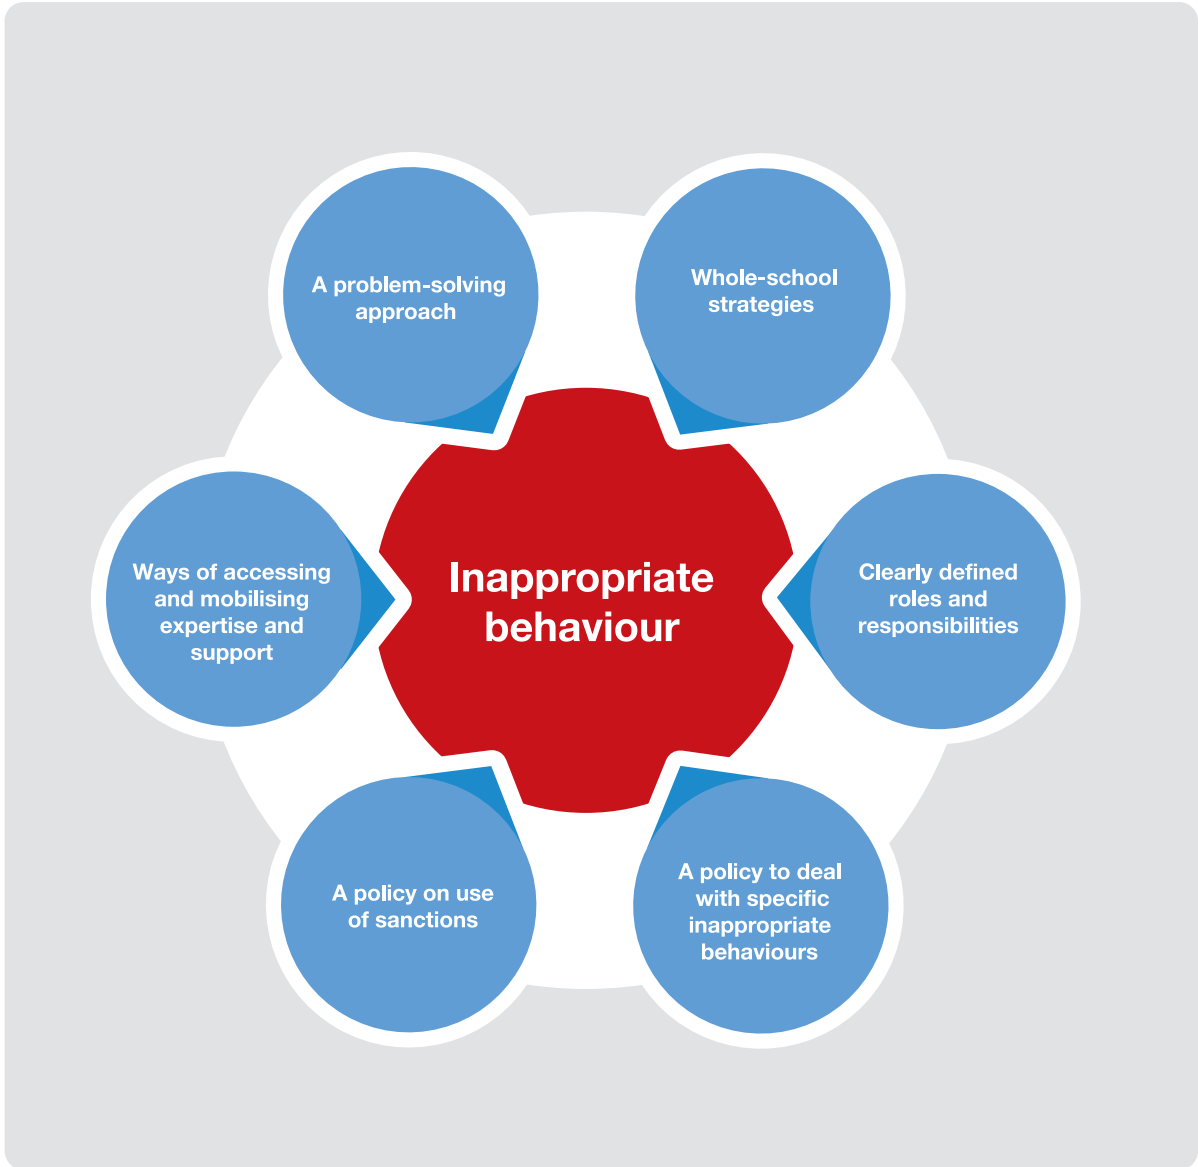 A problem-solving
approach
Whole-school
strategies
Ways of accessing
and mobilising
expertise and
support
Inappropriate
behaviour
Clearly defined
roles and
responsibilities
A policy on use
of sanctions
A policy to deal
with specific
inappropriate
behaviours